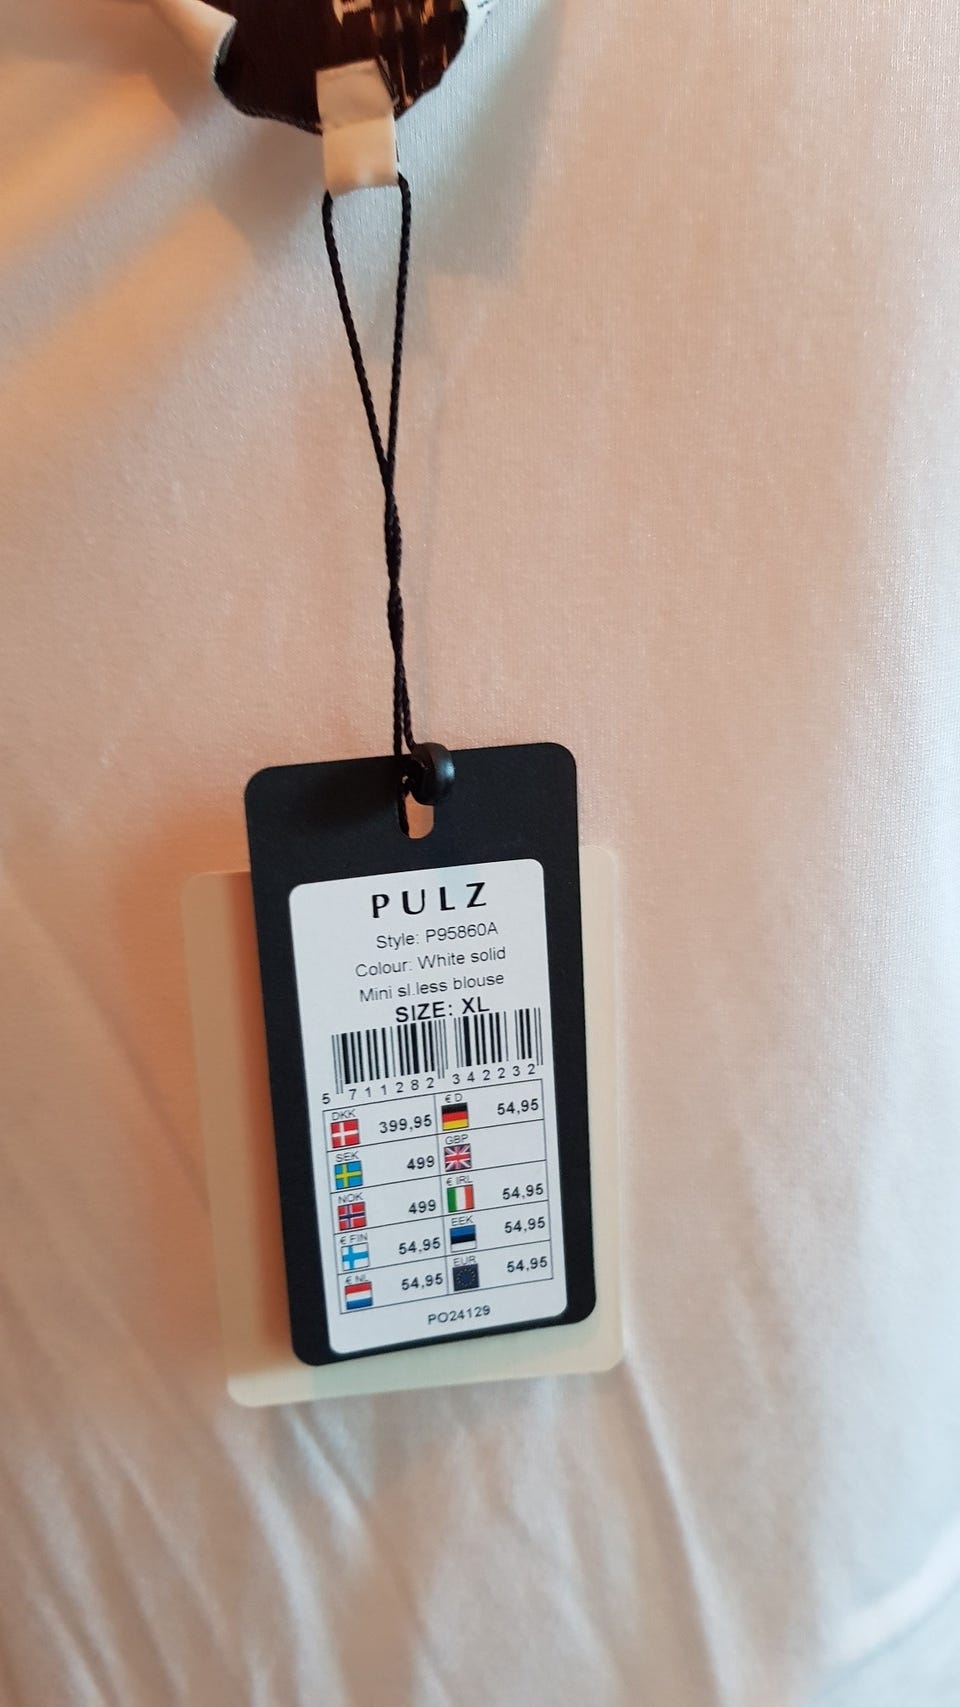 PULZ
Style: P95860A
Colour: White solid
Mini sl.less blouse
SIZE: XL
5 711282 342232
DKK 399,95 € D 54,95
SEK 499 GBP
NOK 499 € IRL 54,95
€ FIN 54,95 EEK 54,95
€ NL 54,95 EUR 54,95
PO24129